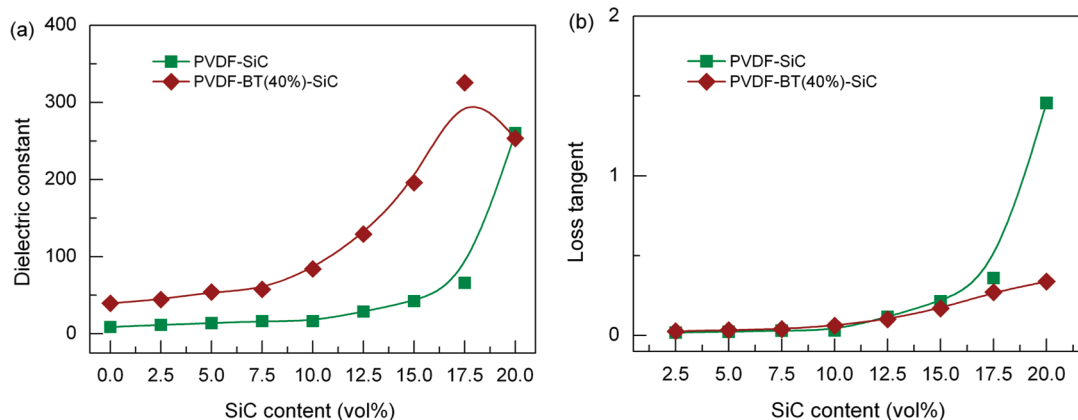 (a)
400
300
200
100
0
Dielectric constant
PVDF-SiC
PVDF-BT(40%)-SiC
0.0 2.5 5.0 7.5 10.0 12.5 15.0 17.5 20.0
SiC content (vol%)
(b)
2
1
0
Loss tangent
PVDF-SiC
PVDF-BT(40%)-SiC
2.5 5.0 7.5 10.0 12.5 15.0 17.5 20.0
SiC content (vol%)